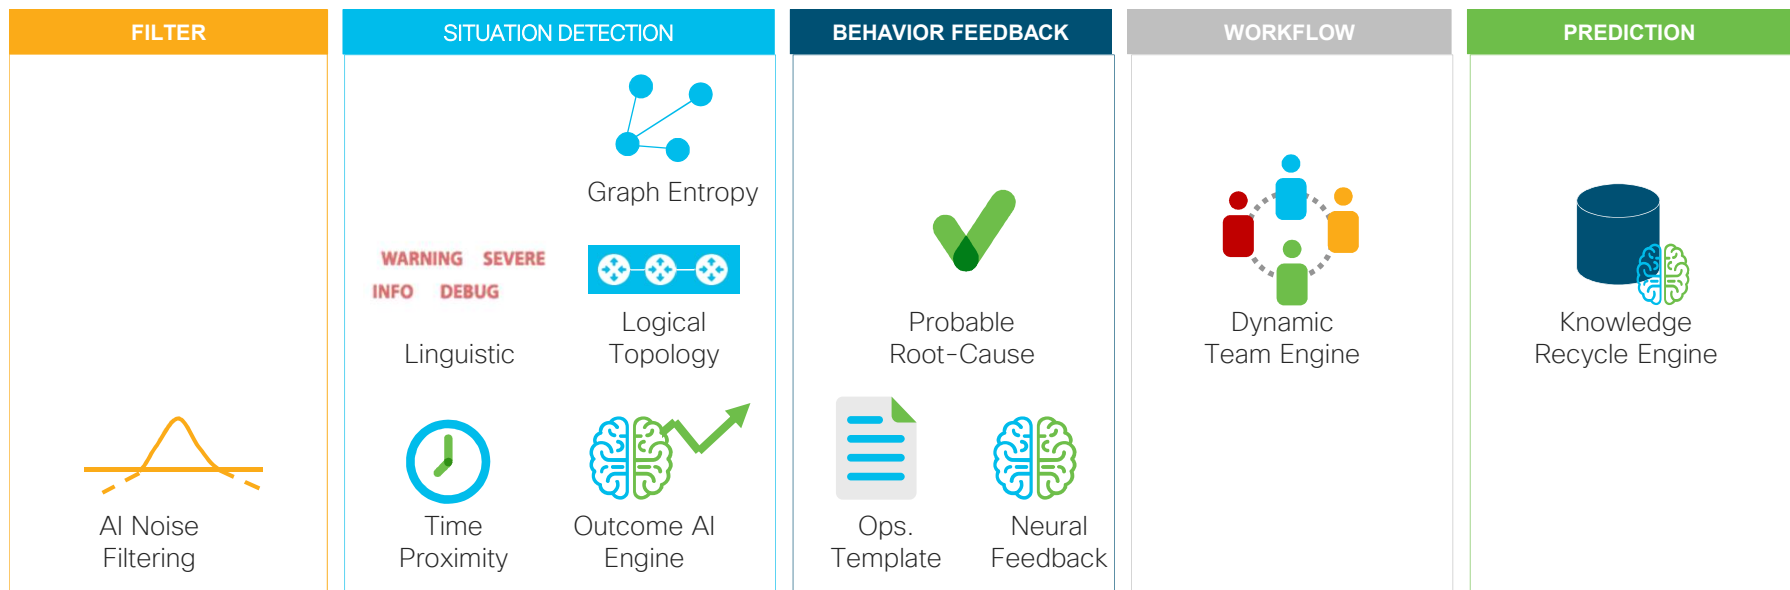 FILTER
SITUATION DETECTION
BEHAVIOR FEEDBACK
WORKFLOW
PREDICTION
AI Noise
Filtering
Graph Entropy
WARNING SEVERE
INFO DEBUG
Linguistic
Logical
Topology
Time
Proximity
Outcome AI
Engine
Probable
Root-Cause
Ops.
Template
Neural
Feedback
Dynamic
Team Engine
Knowledge
Recycle Engine